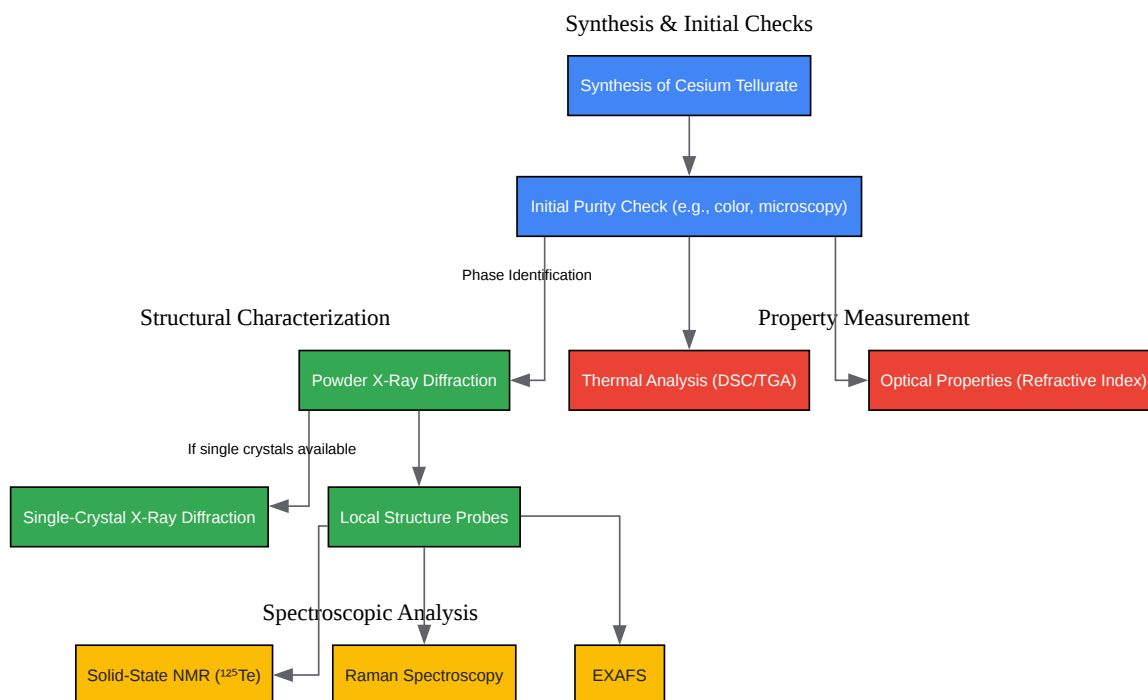 Synthesis & Initial Checks
Synthesis of Cesium Tellurate
Initial Purity Check (e.g., color, microscopy)
Phase Identification
Structural Characterization
Property Measurement
Powder X-Ray Diffraction
Thermal Analysis (DSC/TGA)
Optical Properties (Refractive Index)
If single crystals available
Single-Crystal X-Ray Diffraction
Local Structure Probes
Spectroscopic Analysis
Solid-State NMR (¹²⁵Te)
Raman Spectroscopy
EXAFS